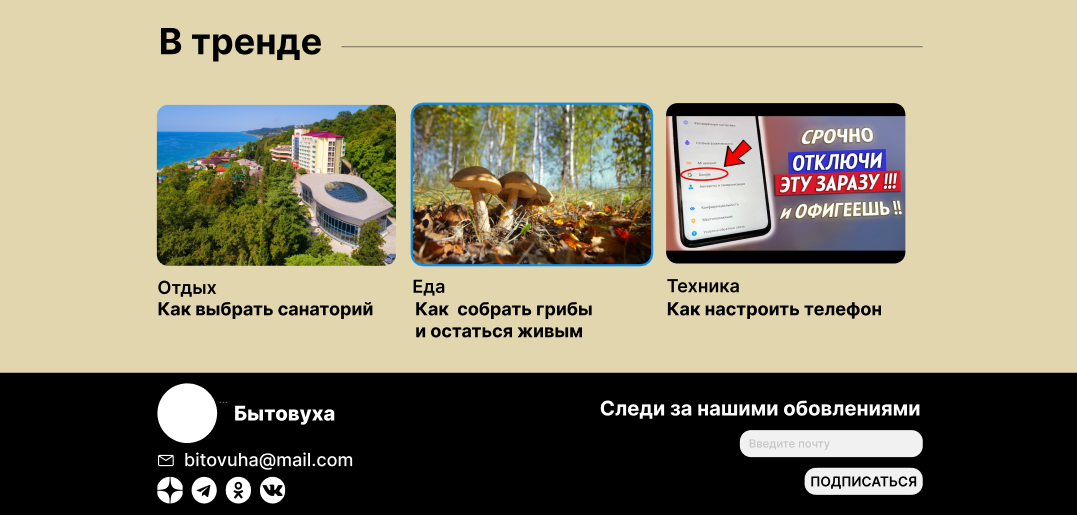 В тренде
СРОЧНО
ОТКЛЮЧИ
ЭТУ ЗАРАЗУ !!!
и ОФИГЕЕШЬ !!
Google
Отдых
Как выбрать санаторий
Еда
Как собрать грибы
и остаться живым
Техника
Как настроить телефон
Бытовуха
bitovuha@mail.com
Следи за нашими обовлениями
Введите почту
ПОДПИСАТЬСЯ